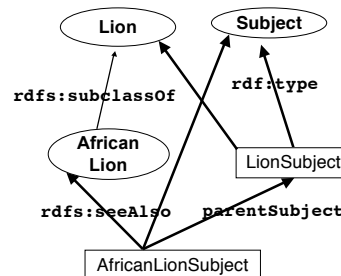 Lion
Subject
rdfs:subclassOf
rdf:type
African
Lion
LionSubject
rdfs:seeAlso
parentSubject
AfricanLionSubject